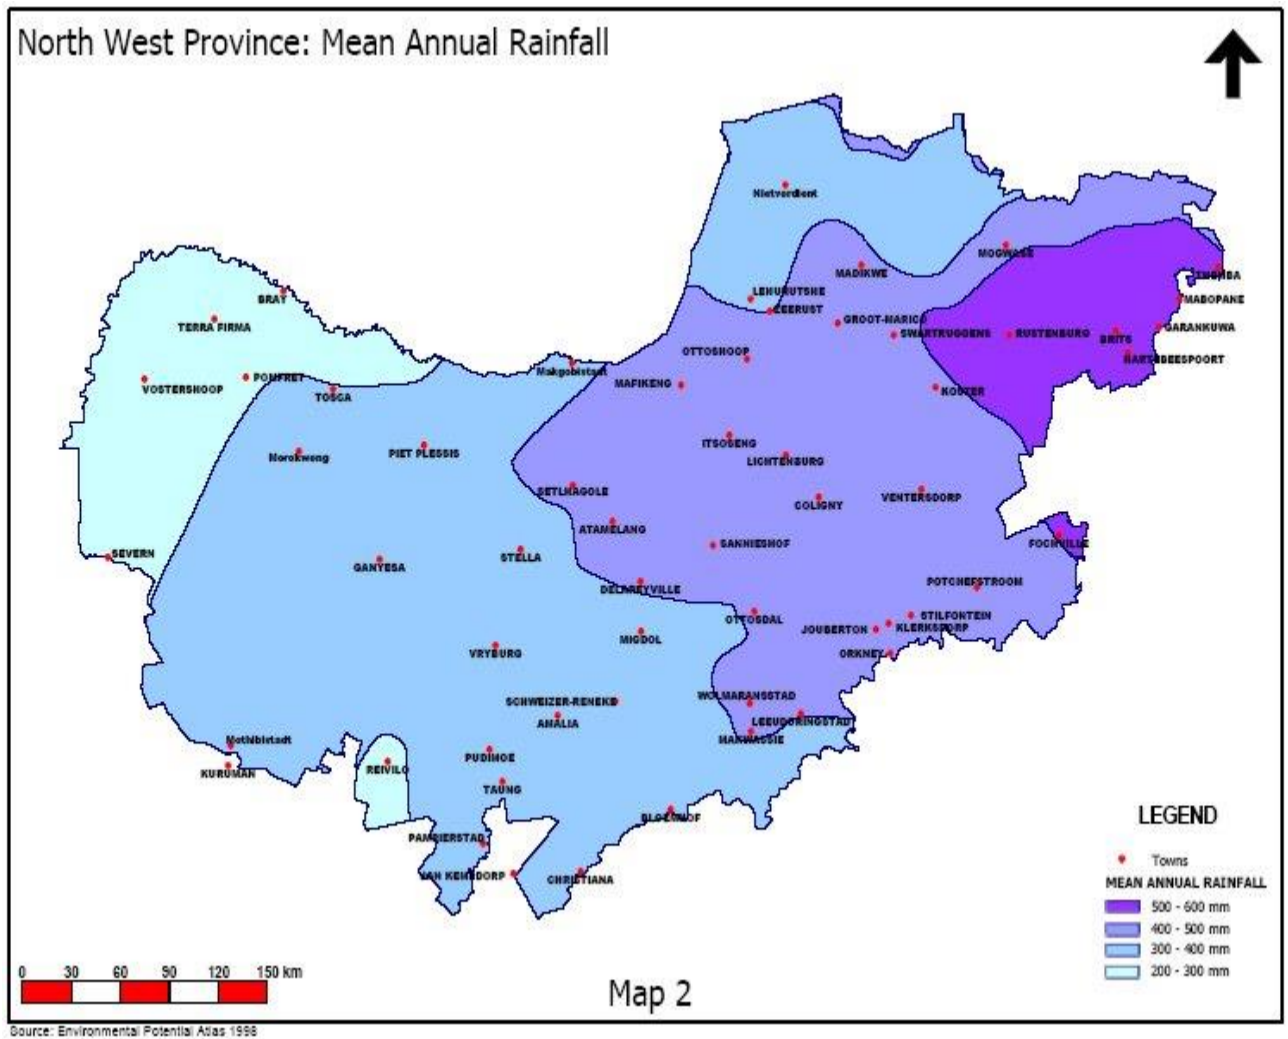 North West Province: Mean Annual Rainfall
Nietverdient
MOGWASE
MADIKWE
BRAY
LEHURUTSHE
MABOPANE
ZEERUST
TERRA FIRMA
GROOT-MARICO
GARANKUWA
SWARTRUGGENS
RUSTENBURG
BRITS
OTTOSHOOP
HARTEBEESPOORT
Makgobistadt
POMFRET
VOSTERSHOOP
MAFIKENG
TOSCA
KOSTER
ITSOSENG
PIET PLESSIS
Morokweng
LICHTENBURG
SETLHAGOLE
VENTERSDORP
COLIGNY
ATAMELANG
SANNIESHOF
FOCHVILLE
SEVERN
STELLA
GANYESA
POTCHEFSTROOM
DELAREYVILLE
STILFONTEIN
OTTOSDAL
JOUBERTON
KLERKSDORP
MIGDOL
VRYBURG
ORKNEY
WOLMARANSSTAD
SCHWEIZER-RENEKE
LEEUDORINGSTAD
AMALIA
MAKWASSIE
Mothibistadt
PUDIMOE
REIVILO
KURUMAN
TAUNG
BLOEMHOF
PAMPIERSTAD
JAN KEMPDORP
CHRISTIANA
LEGEND
Towns
MEAN ANNUAL RAINFALL
500 - 600 mm
400 - 500 mm
300 - 400 mm
200 - 300 mm
0 30 60 90 120 150 km
Map 2
Source: Environmental Potential Atlas 1998